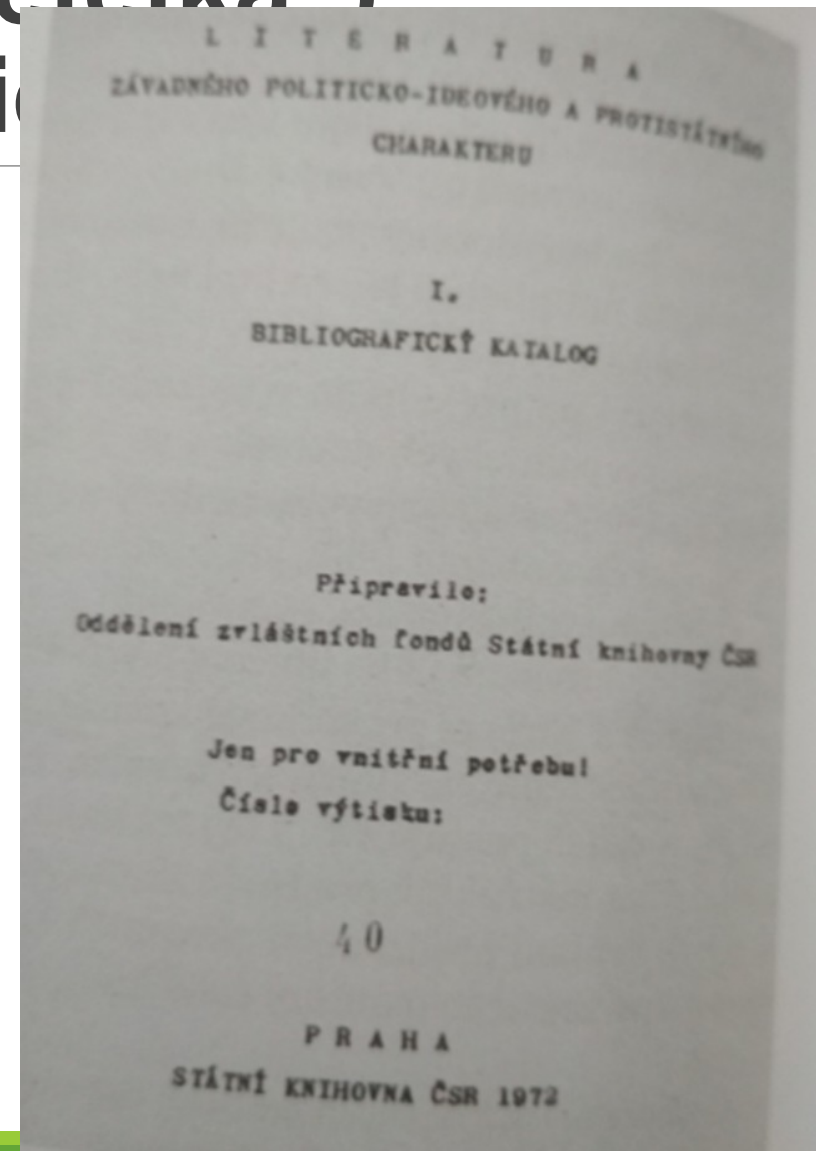 L I T E R A T U R A
ZÁVADNÉHO POLITICKO-IDEOVÉHO A PROTISTÁTNÍHO
CHARAKTERU
I.
BIBLIOGRAFICKÝ KATALOG
Připravilo:
Oddělení zvláštních fondů Státní knihovny ČSR
Jen pro vnitřní potřebu!
Číslo výtisku:
40
P R A H A
STÁTNÍ KNIHOVNA ČSR 1972